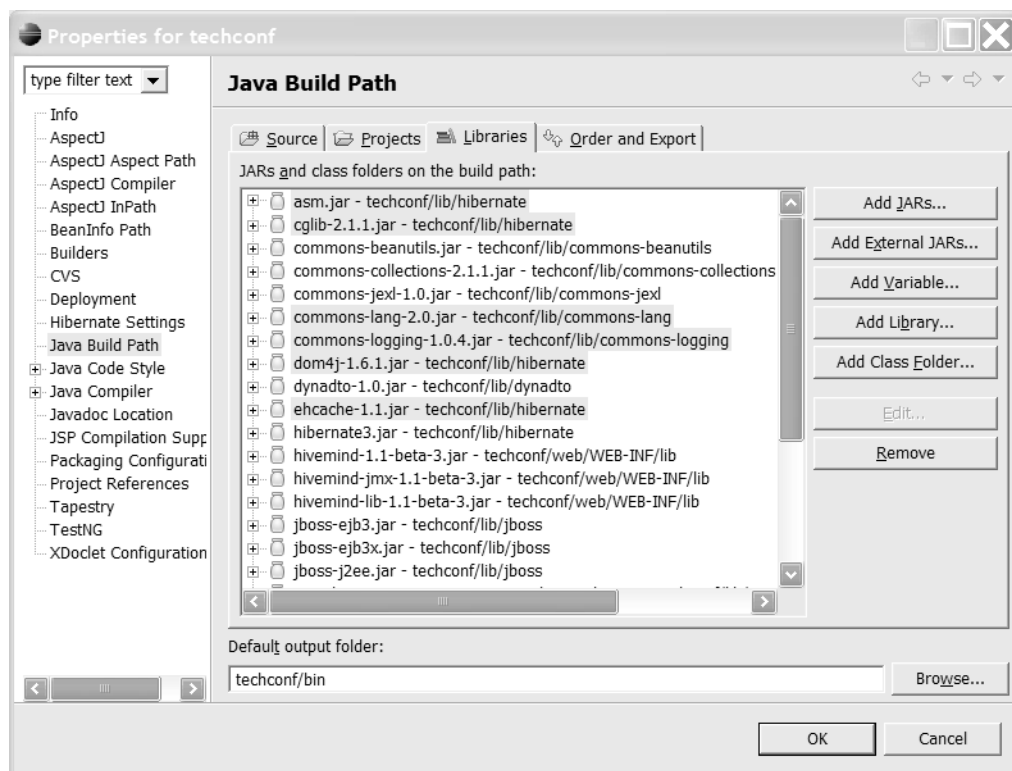 Properties for techconf
type filter text
Info
AspectJ
AspectJ Aspect Path
AspectJ Compiler
AspectJ InPath
BeanInfo Path
Builders
CVS
Deployment
Hibernate Settings
Java Build Path
Java Code Style
Java Compiler
Javadoc Location
JSP Compilation Supp
Packaging Configurati
Project References
Tapestry
TestNG
XDoclet Configuration
Java Build Path
Source Projects Libraries Order and Export
JARs and class folders on the build path:
asm.jar - techconf/lib/hibernate
cglib-2.1.1.jar - techconf/lib/hibernate
commons-beanutils.jar - techconf/lib/commons-beanutils
commons-collections-2.1.1.jar - techconf/lib/commons-collections
commons-jexl-1.0.jar - techconf/lib/commons-jexl
commons-lang-2.0.jar - techconf/lib/commons-lang
commons-logging-1.0.4.jar - techconf/lib/commons-logging
dom4j-1.6.1.jar - techconf/lib/hibernate
dynadto-1.0.jar - techconf/lib/dynadto
ehcache-1.1.jar - techconf/lib/hibernate
hibernate3.jar - techconf/lib/hibernate
hivemind-1.1-beta-3.jar - techconf/web/WEB-INF/lib
hivemind-jmx-1.1-beta-3.jar - techconf/web/WEB-INF/lib
hivemind-lib-1.1-beta-3.jar - techconf/web/WEB-INF/lib
jboss-ejb3.jar - techconf/lib/jboss
jboss-ejb3x.jar - techconf/lib/jboss
jboss-j2ee.jar - techconf/lib/jboss
Add JARs...
Add External JARs...
Add Variable...
Add Library...
Add Class Folder...
Edit...
Remove
Default output folder:
techconf/bin
Browse...
OK
Cancel